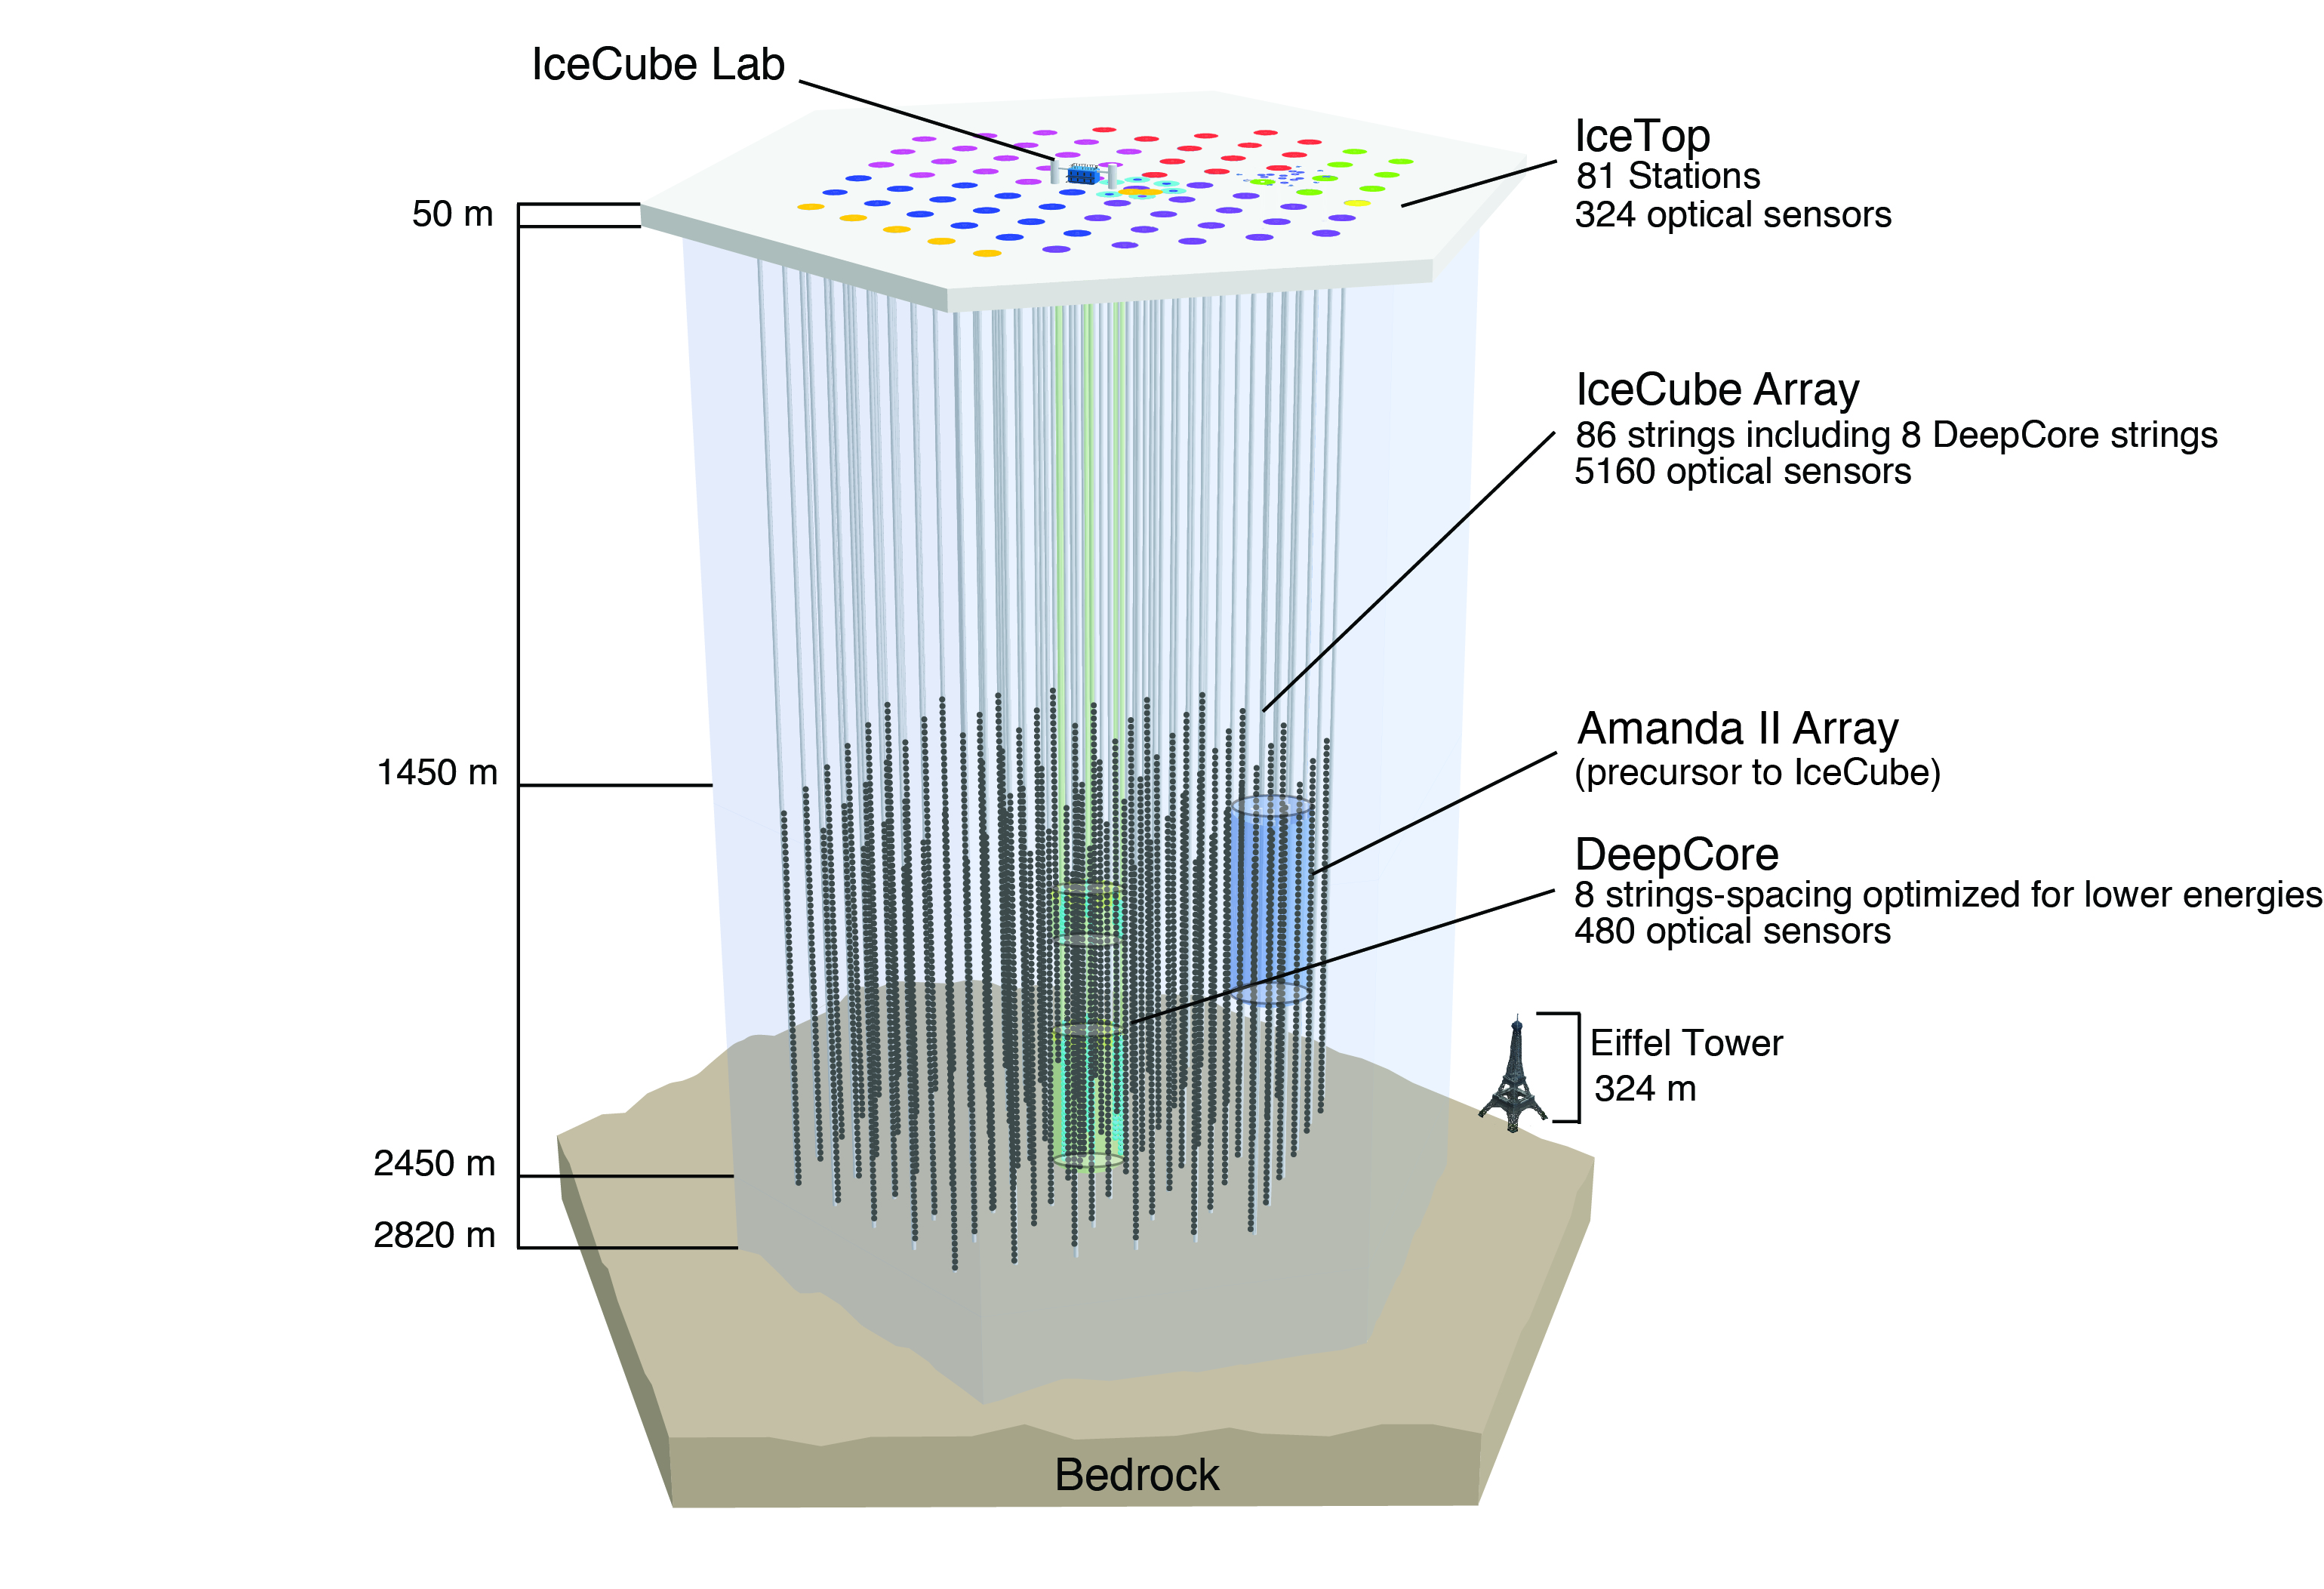 IceCube Lab
50 m
1450 m
2450 m
2820 m
IceTop
81 Stations
324 optical sensors
IceCube Array
86 strings including 8 DeepCore strings
5160 optical sensors
Amanda II Array
(precursor to IceCube)
DeepCore
8 strings-spacing optimized for lower energies
480 optical sensors
Eiffel Tower
324 m
Bedrock